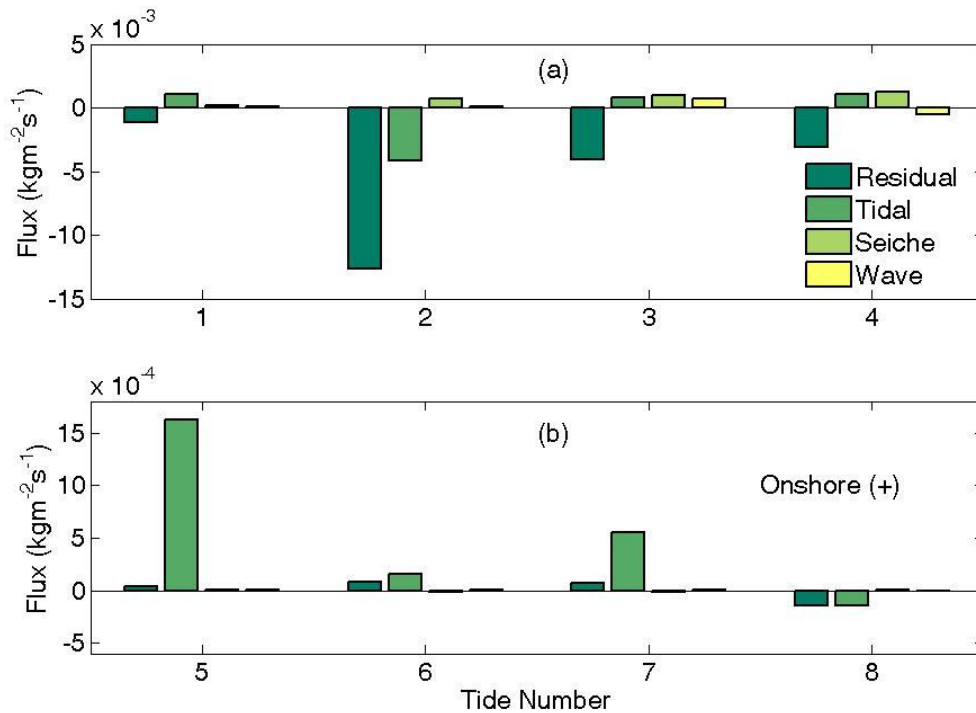 x 10-3
5
0
-5
-10
-15
Flux (kgm-2s-1)
(a)
Residual
Tidal
Seiche
Wave
1 2 3 4
x 10-4
15
10
5
0
-5
Flux (kgm-2s-1)
(b)
Onshore (+)
5 6 7 8
Tide Number